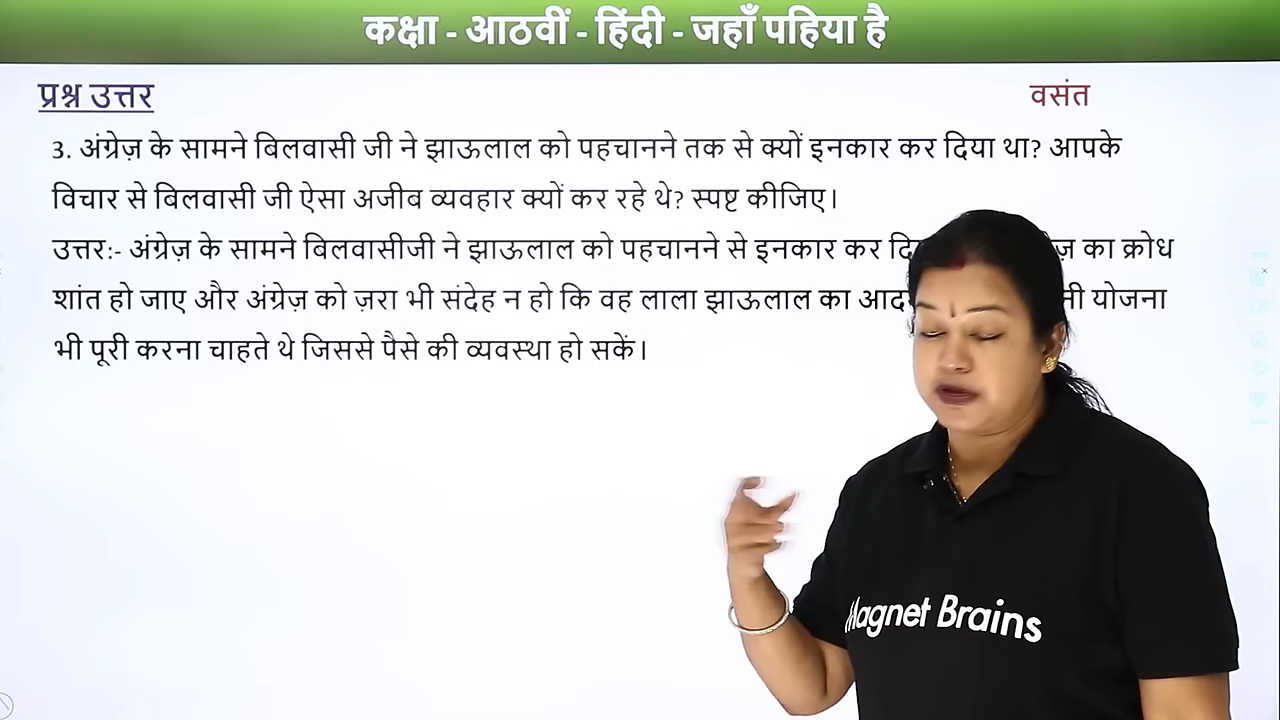 कक्षा - आठवीं - हिंदी - जहाँ पहिया है
प्रश्न उत्तर
वसंत
3. अंग्रेज़ के सामने बिलवासी जी ने झाऊलाल को पहचानने तक से क्यों इनकार कर दिया था? आपके
विचार से बिलवासी जी ऐसा अजीब व्यवहार क्यों कर रहे थे? स्पष्ट कीजिए।
उत्तर:- अंग्रेज़ के सामने बिलवासीजी ने झाऊलाल को पहचानने से इनकार कर का क्रोध
शांत हो जाए और अंग्रेज़ को ज़रा भी संदेह न हो कि वह लाला झाऊलाल का योजना
भी पूरी करना चाहते थे जिससे पैसे की व्यवस्था हो सकें।
Magnet Brains